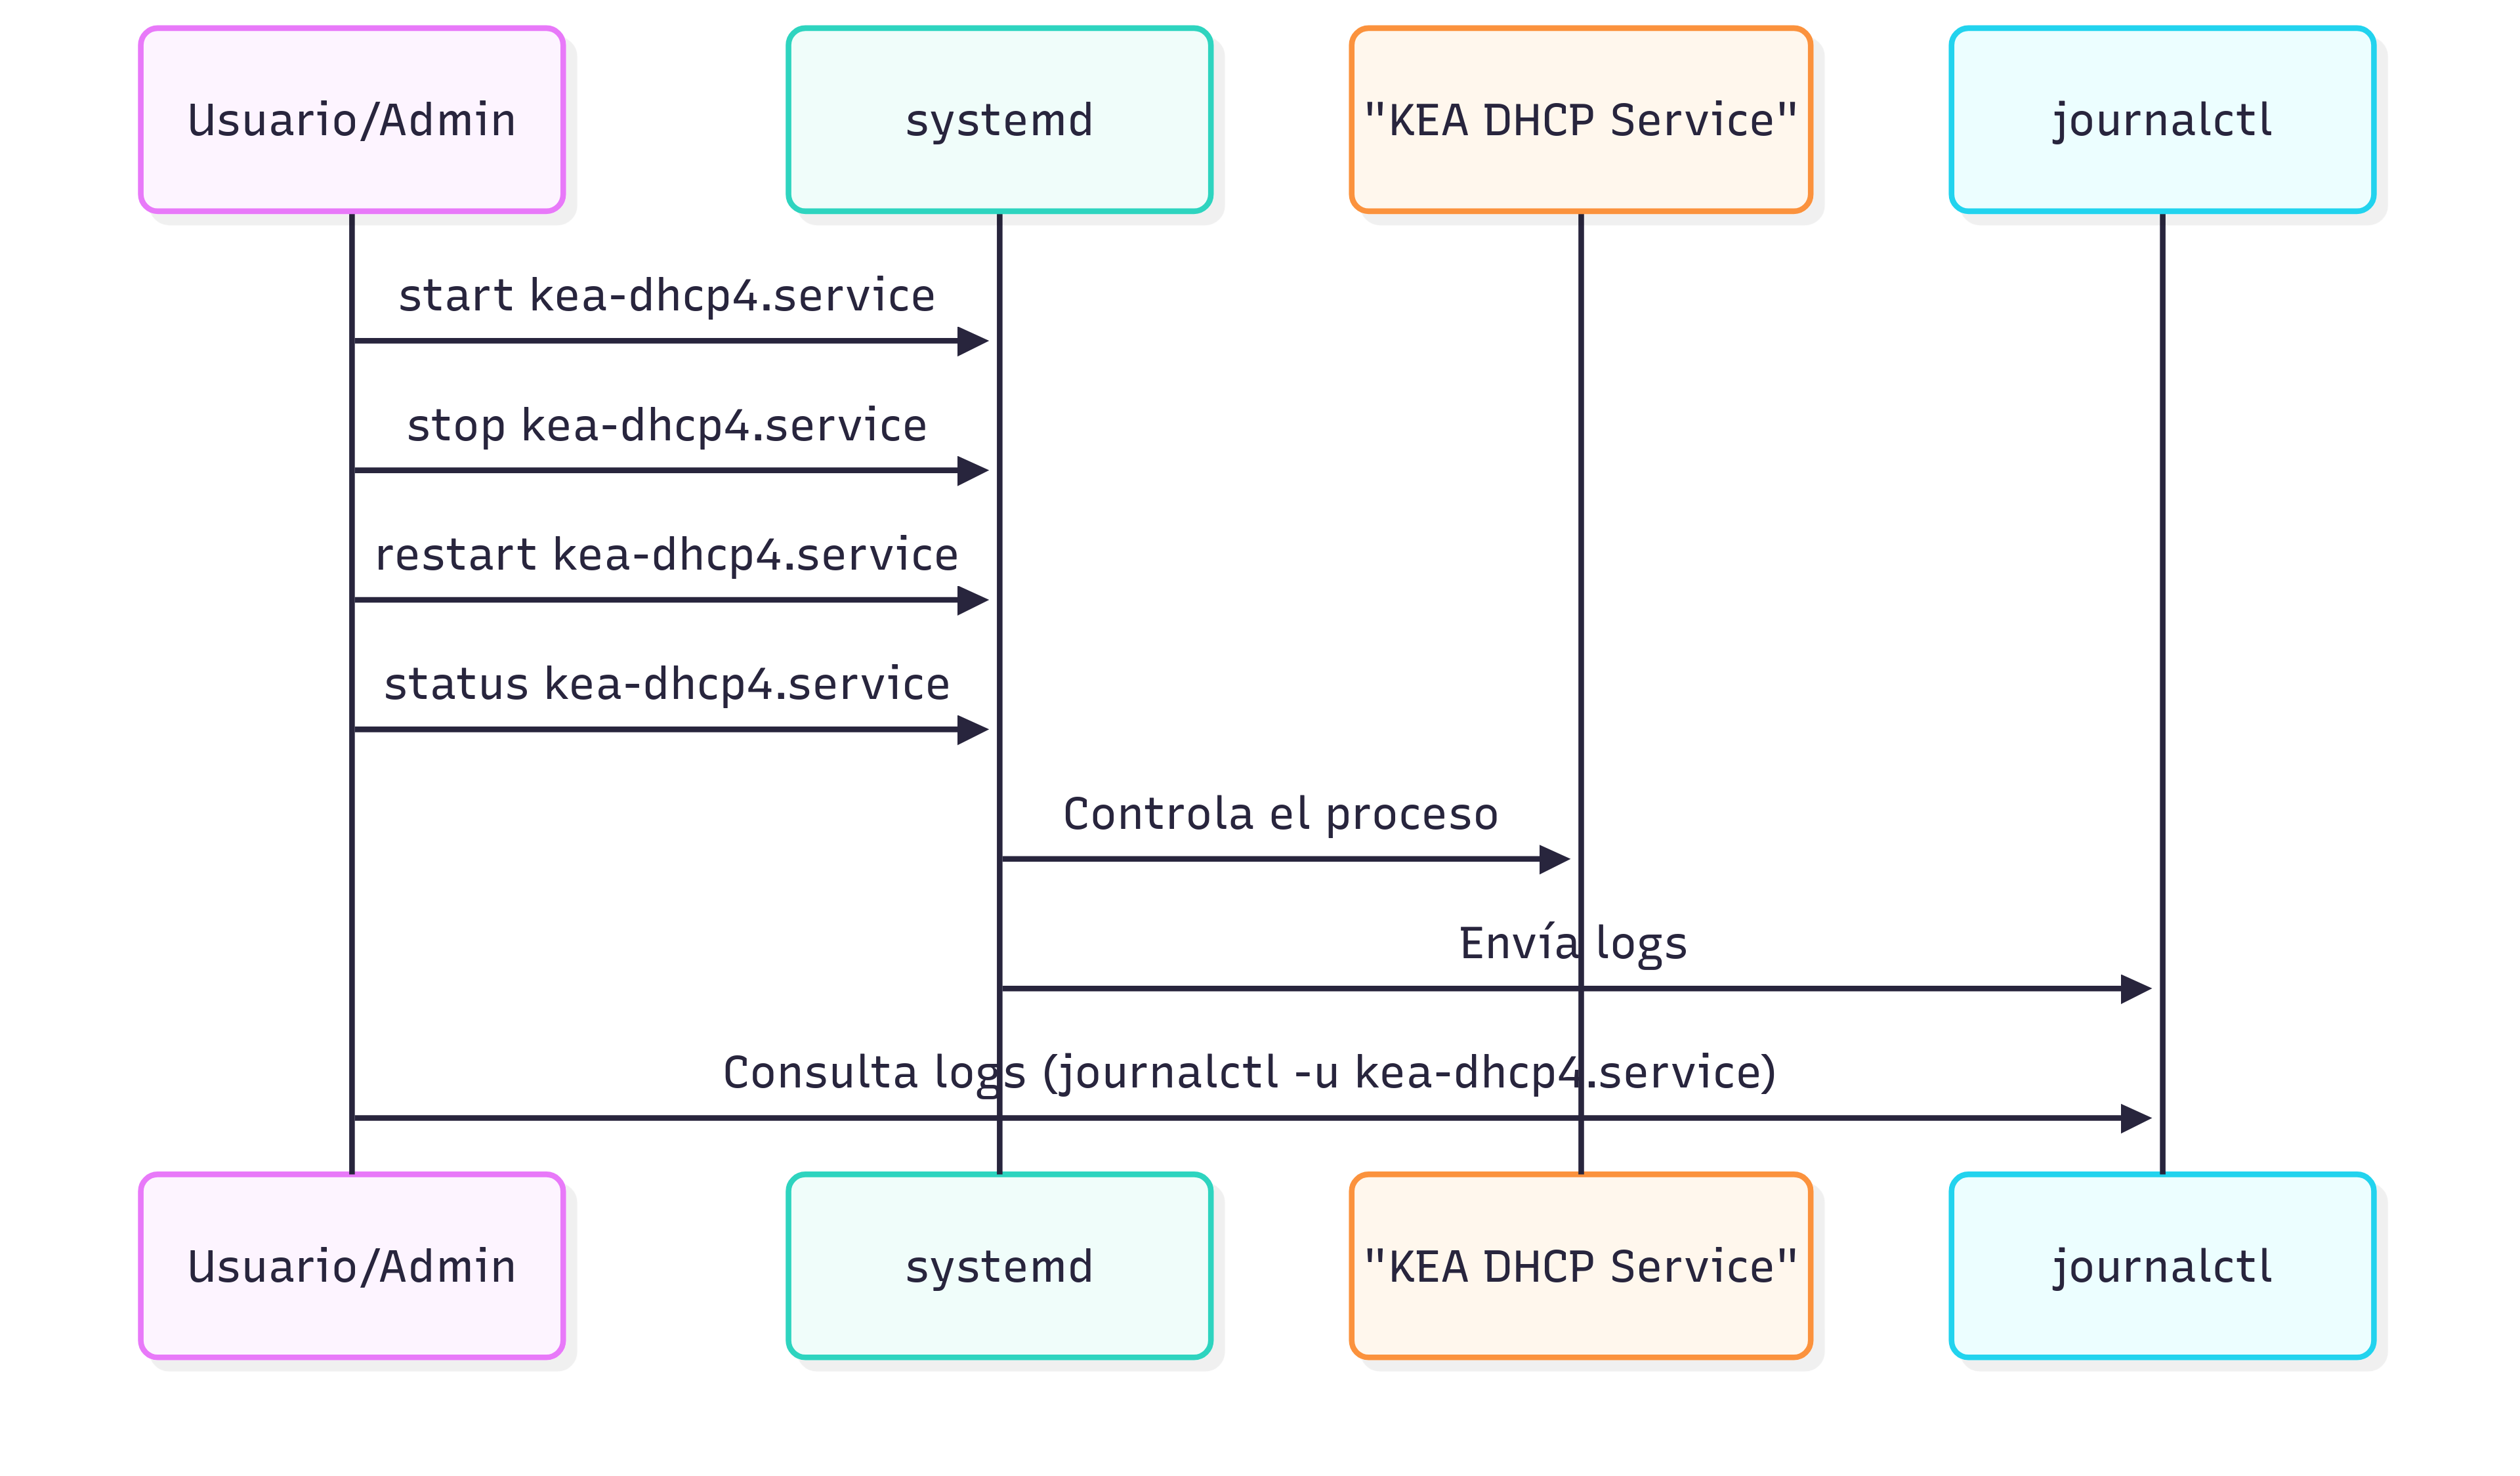 Usuario/Admin
systemd
"KEA DHCP Service"
journalctl
start kea-dhcp4.service
stop kea-dhcp4.service
restart kea-dhcp4.service
status kea-dhcp4.service
Controla el proceso
Envía logs
Consulta logs (journalctl -u kea-dhcp4.service)
Usuario/Admin
systemd
"KEA DHCP Service"
journalctl